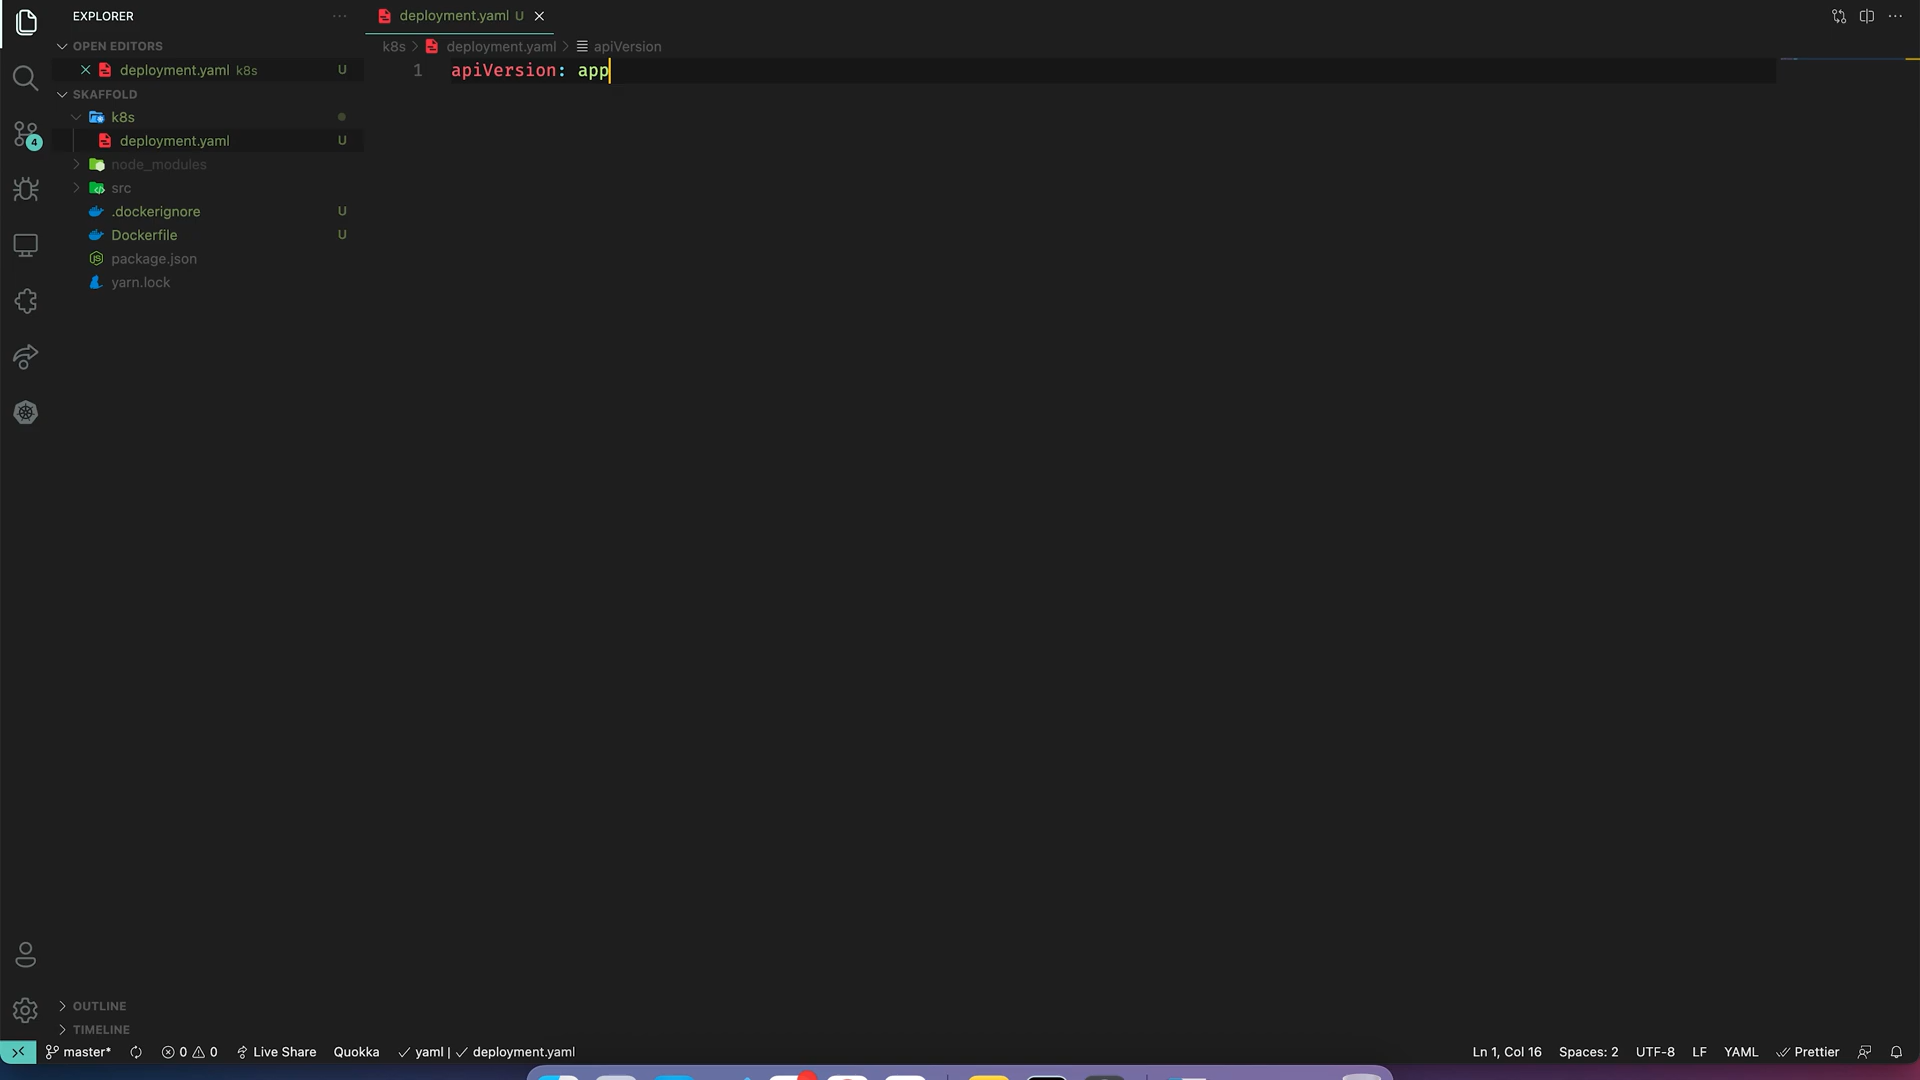 EXPLORER
OPEN EDITORS
deployment.yaml k8s U
SKAFFOLD
k8s
deployment.yaml U
node_modules
src
.dockerignore U
Dockerfile U
package.json
yarn.lock
4
OUTLINE
TIMELINE
deployment.yaml U
k8s > deployment.yaml > apiVersion
1 apiVersion: app
master* 0 0 Live Share Quokka yaml | deployment.yaml
Ln 1, Col 16 Spaces: 2 UTF-8 LF YAML Prettier